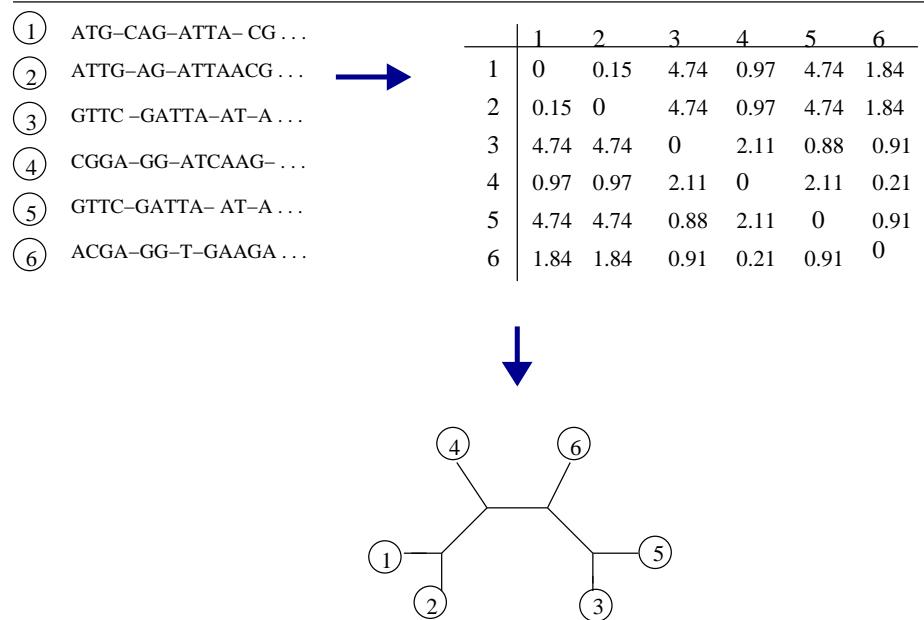 1 ATG–CAG–ATTA– CG . . .
2 ATTG–AG–ATTAACG . . .
3 GTTC –GATTA–AT–A . . .
4 CGGA–GG–ATCAAG– . . .
5 GTTC–GATTA– AT–A . . .
6 ACGA–GG–T–GAAGA . . .
1 2 3 4 5 6
1 0 0.15 4.74 0.97 4.74 1.84
2 0.15 0 4.74 0.97 4.74 1.84
3 4.74 4.74 0 2.11 0.88 0.91
4 0.97 0.97 2.11 0 2.11 0.21
5 4.74 4.74 0.88 2.11 0 0.91
6 1.84 1.84 0.91 0.21 0.91 0
4 6
1 5
2 3